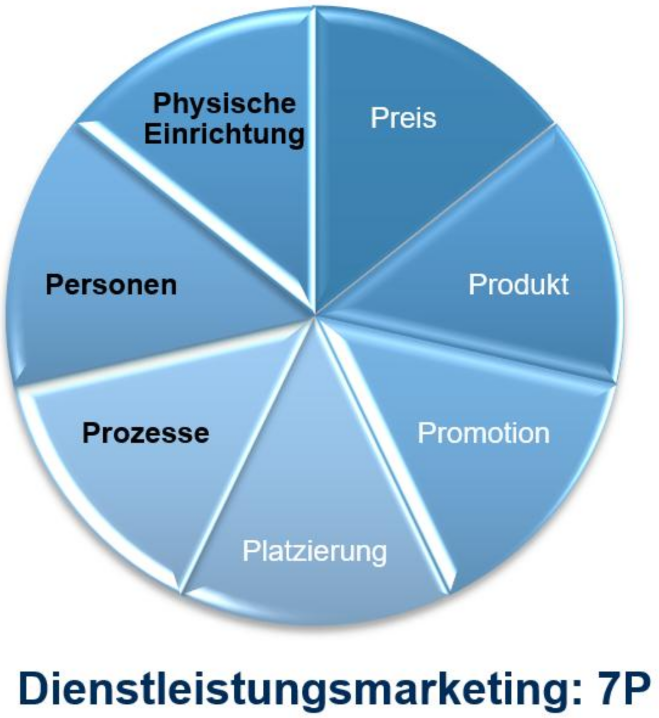 Physische
Einrichtung
Preis
Personen
Produkt
Prozesse
Promotion
Platzierung
Dienstleistungsmarketing: 7P